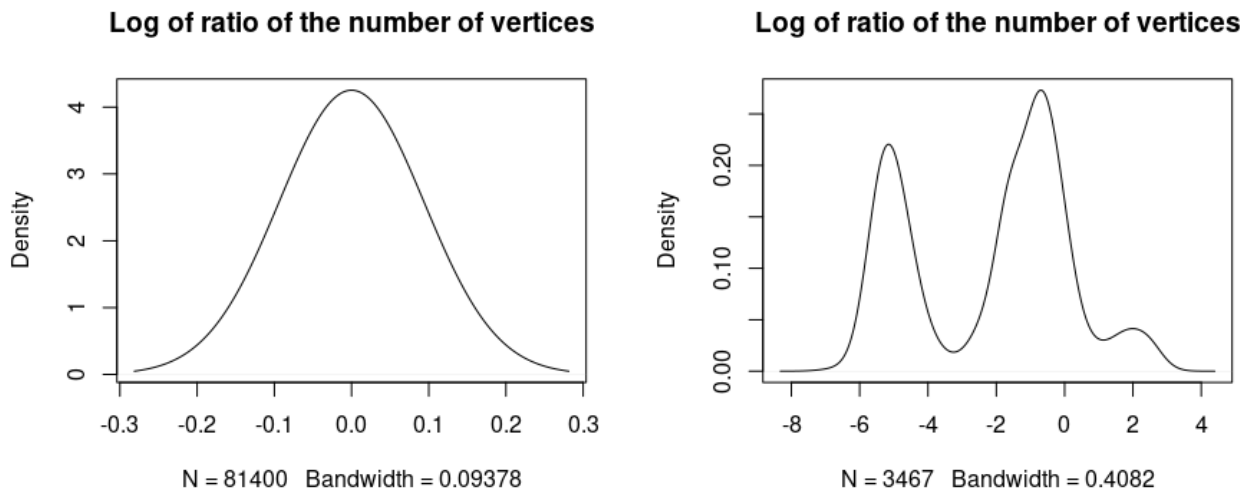 Log of ratio of the number of vertices
Density
4
3
2
1
0
-0.3 -0.2 -0.1 0.0 0.1 0.2 0.3
N = 81400 Bandwidth = 0.09378
Log of ratio of the number of vertices
Density
0.20
0.10
0.00
-8 -6 -4 -2 0 2 4
N = 3467 Bandwidth = 0.4082